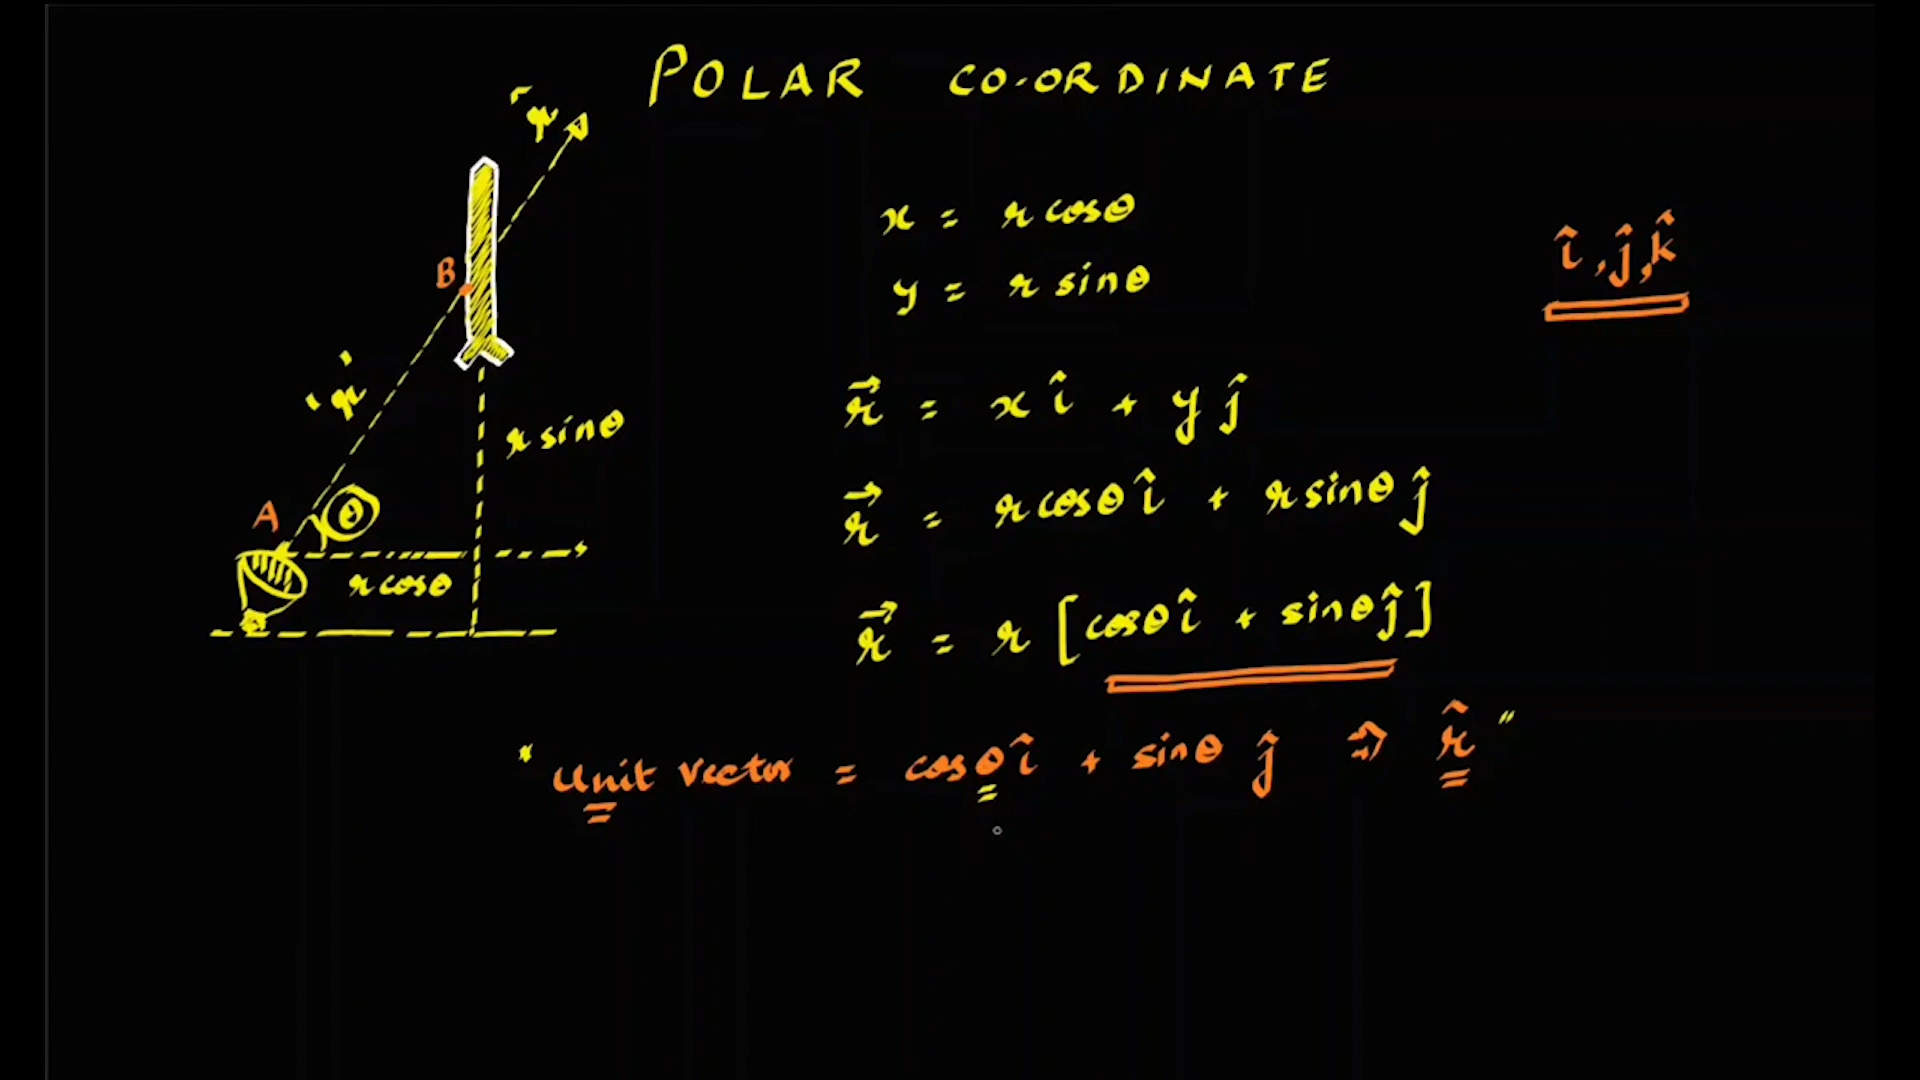 POLAR CO-ORDINATE
'r'
x = r cosθ
î, ĵ, k̂
B
y = r sinθ
'r'
r⃗ = x î + y ĵ
r sinθ
A
θ
r⃗ = r cosθ î + r sinθ ĵ
r cosθ
r⃗ = r [cosθ î + sinθ ĵ]
"Unit vector = cosθ î + sinθ ĵ ⇒ r̂"